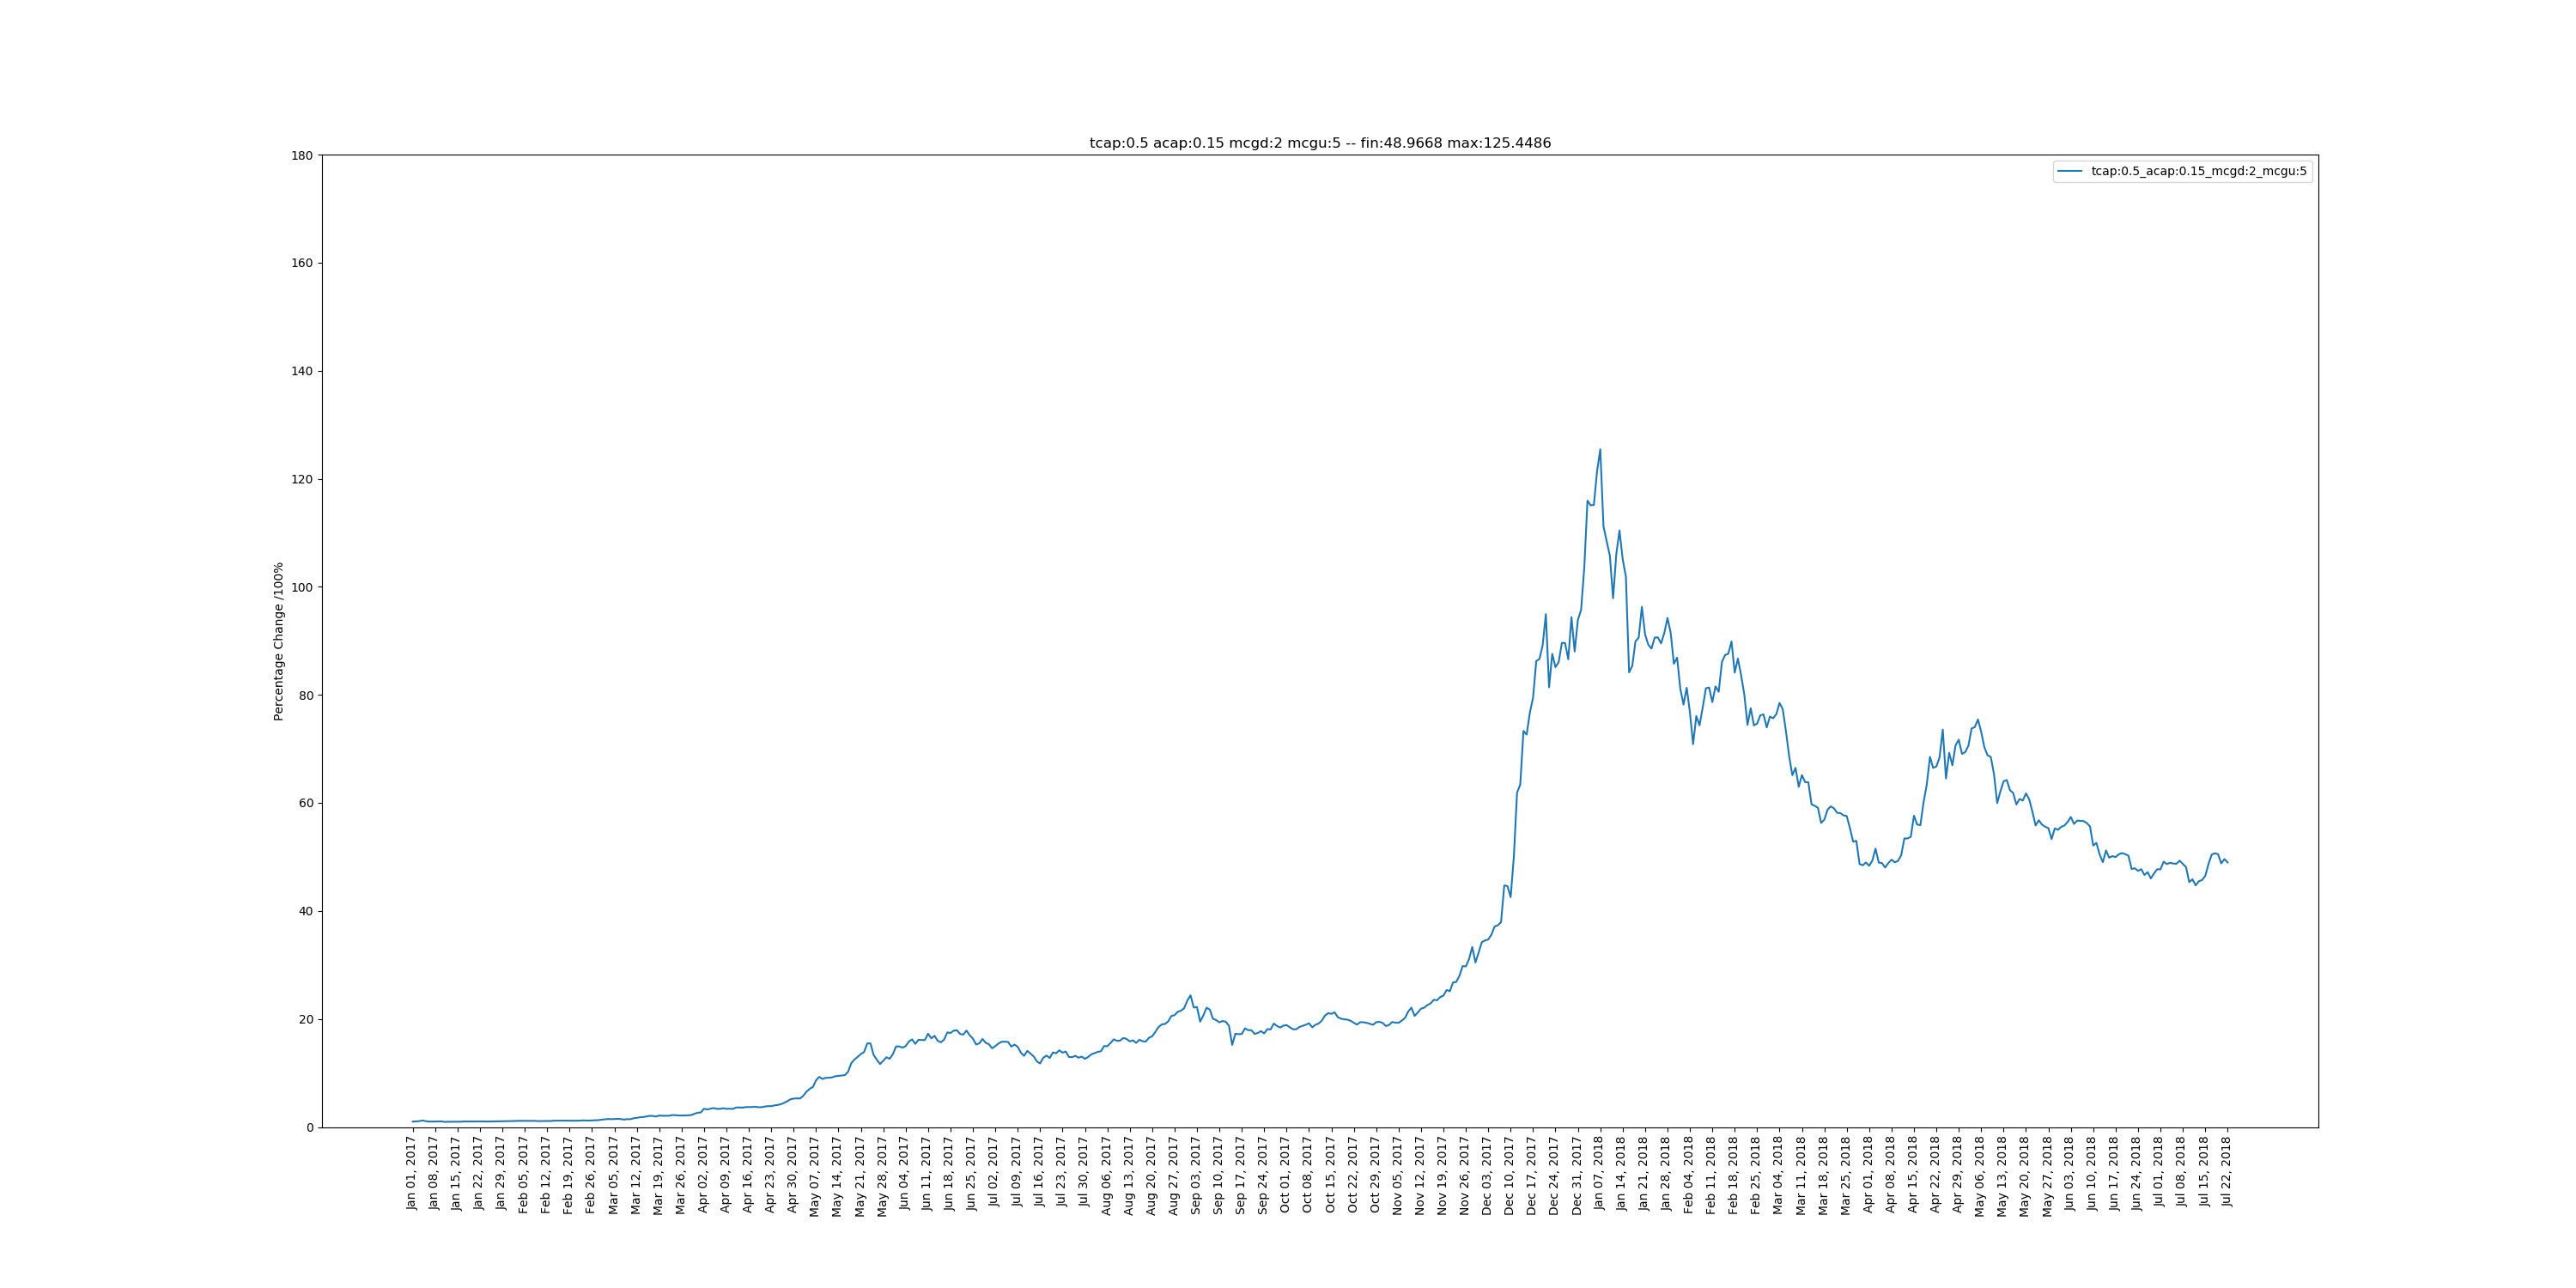 tcap:0.5 acap:0.15 mcgd:2 mcgu:5 -- fin:48.9668 max:125.4486
tcap:0.5_acap:0.15_mcgd:2_mcgu:5
Percentage Change /100%
180
160
140
120
100
80
60
40
20
0
Jan 01, 2017
Jan 08, 2017
Jan 15, 2017
Jan 22, 2017
Jan 29, 2017
Feb 05, 2017
Feb 12, 2017
Feb 19, 2017
Feb 26, 2017
Mar 05, 2017
Mar 12, 2017
Mar 19, 2017
Mar 26, 2017
Apr 02, 2017
Apr 09, 2017
Apr 16, 2017
Apr 23, 2017
Apr 30, 2017
May 07, 2017
May 14, 2017
May 21, 2017
May 28, 2017
Jun 04, 2017
Jun 11, 2017
Jun 18, 2017
Jun 25, 2017
Jul 02, 2017
Jul 09, 2017
Jul 16, 2017
Jul 23, 2017
Jul 30, 2017
Aug 06, 2017
Aug 13, 2017
Aug 20, 2017
Aug 27, 2017
Sep 03, 2017
Sep 10, 2017
Sep 17, 2017
Sep 24, 2017
Oct 01, 2017
Oct 08, 2017
Oct 15, 2017
Oct 22, 2017
Oct 29, 2017
Nov 05, 2017
Nov 12, 2017
Nov 19, 2017
Nov 26, 2017
Dec 03, 2017
Dec 10, 2017
Dec 17, 2017
Dec 24, 2017
Dec 31, 2017
Jan 07, 2018
Jan 14, 2018
Jan 21, 2018
Jan 28, 2018
Feb 04, 2018
Feb 11, 2018
Feb 18, 2018
Feb 25, 2018
Mar 04, 2018
Mar 11, 2018
Mar 18, 2018
Mar 25, 2018
Apr 01, 2018
Apr 08, 2018
Apr 15, 2018
Apr 22, 2018
Apr 29, 2018
May 06, 2018
May 13, 2018
May 20, 2018
May 27, 2018
Jun 03, 2018
Jun 10, 2018
Jun 17, 2018
Jun 24, 2018
Jul 01, 2018
Jul 08, 2018
Jul 15, 2018
Jul 22, 2018